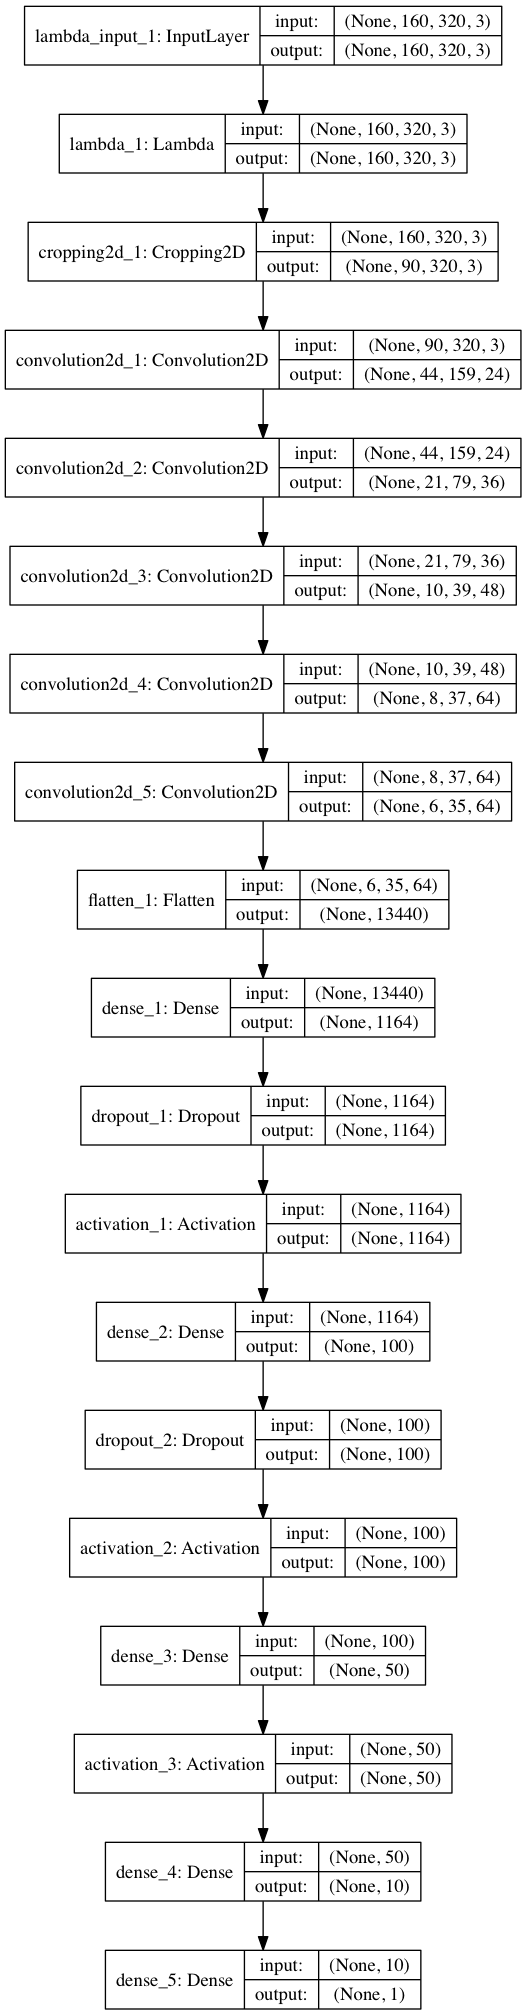 lambda_input_1: InputLayer
input: (None, 160, 320, 3)
output: (None, 160, 320, 3)
lambda_1: Lambda
input: (None, 160, 320, 3)
output: (None, 160, 320, 3)
cropping2d_1: Cropping2D
input: (None, 160, 320, 3)
output: (None, 90, 320, 3)
convolution2d_1: Convolution2D
input: (None, 90, 320, 3)
output: (None, 44, 159, 24)
convolution2d_2: Convolution2D
input: (None, 44, 159, 24)
output: (None, 21, 79, 36)
convolution2d_3: Convolution2D
input: (None, 21, 79, 36)
output: (None, 10, 39, 48)
convolution2d_4: Convolution2D
input: (None, 10, 39, 48)
output: (None, 8, 37, 64)
convolution2d_5: Convolution2D
input: (None, 8, 37, 64)
output: (None, 6, 35, 64)
flatten_1: Flatten
input: (None, 6, 35, 64)
output: (None, 13440)
dense_1: Dense
input: (None, 13440)
output: (None, 1164)
dropout_1: Dropout
input: (None, 1164)
output: (None, 1164)
activation_1: Activation
input: (None, 1164)
output: (None, 1164)
dense_2: Dense
input: (None, 1164)
output: (None, 100)
dropout_2: Dropout
input: (None, 100)
output: (None, 100)
activation_2: Activation
input: (None, 100)
output: (None, 100)
dense_3: Dense
input: (None, 100)
output: (None, 50)
activation_3: Activation
input: (None, 50)
output: (None, 50)
dense_4: Dense
input: (None, 50)
output: (None, 10)
dense_5: Dense
input: (None, 10)
output: (None, 1)